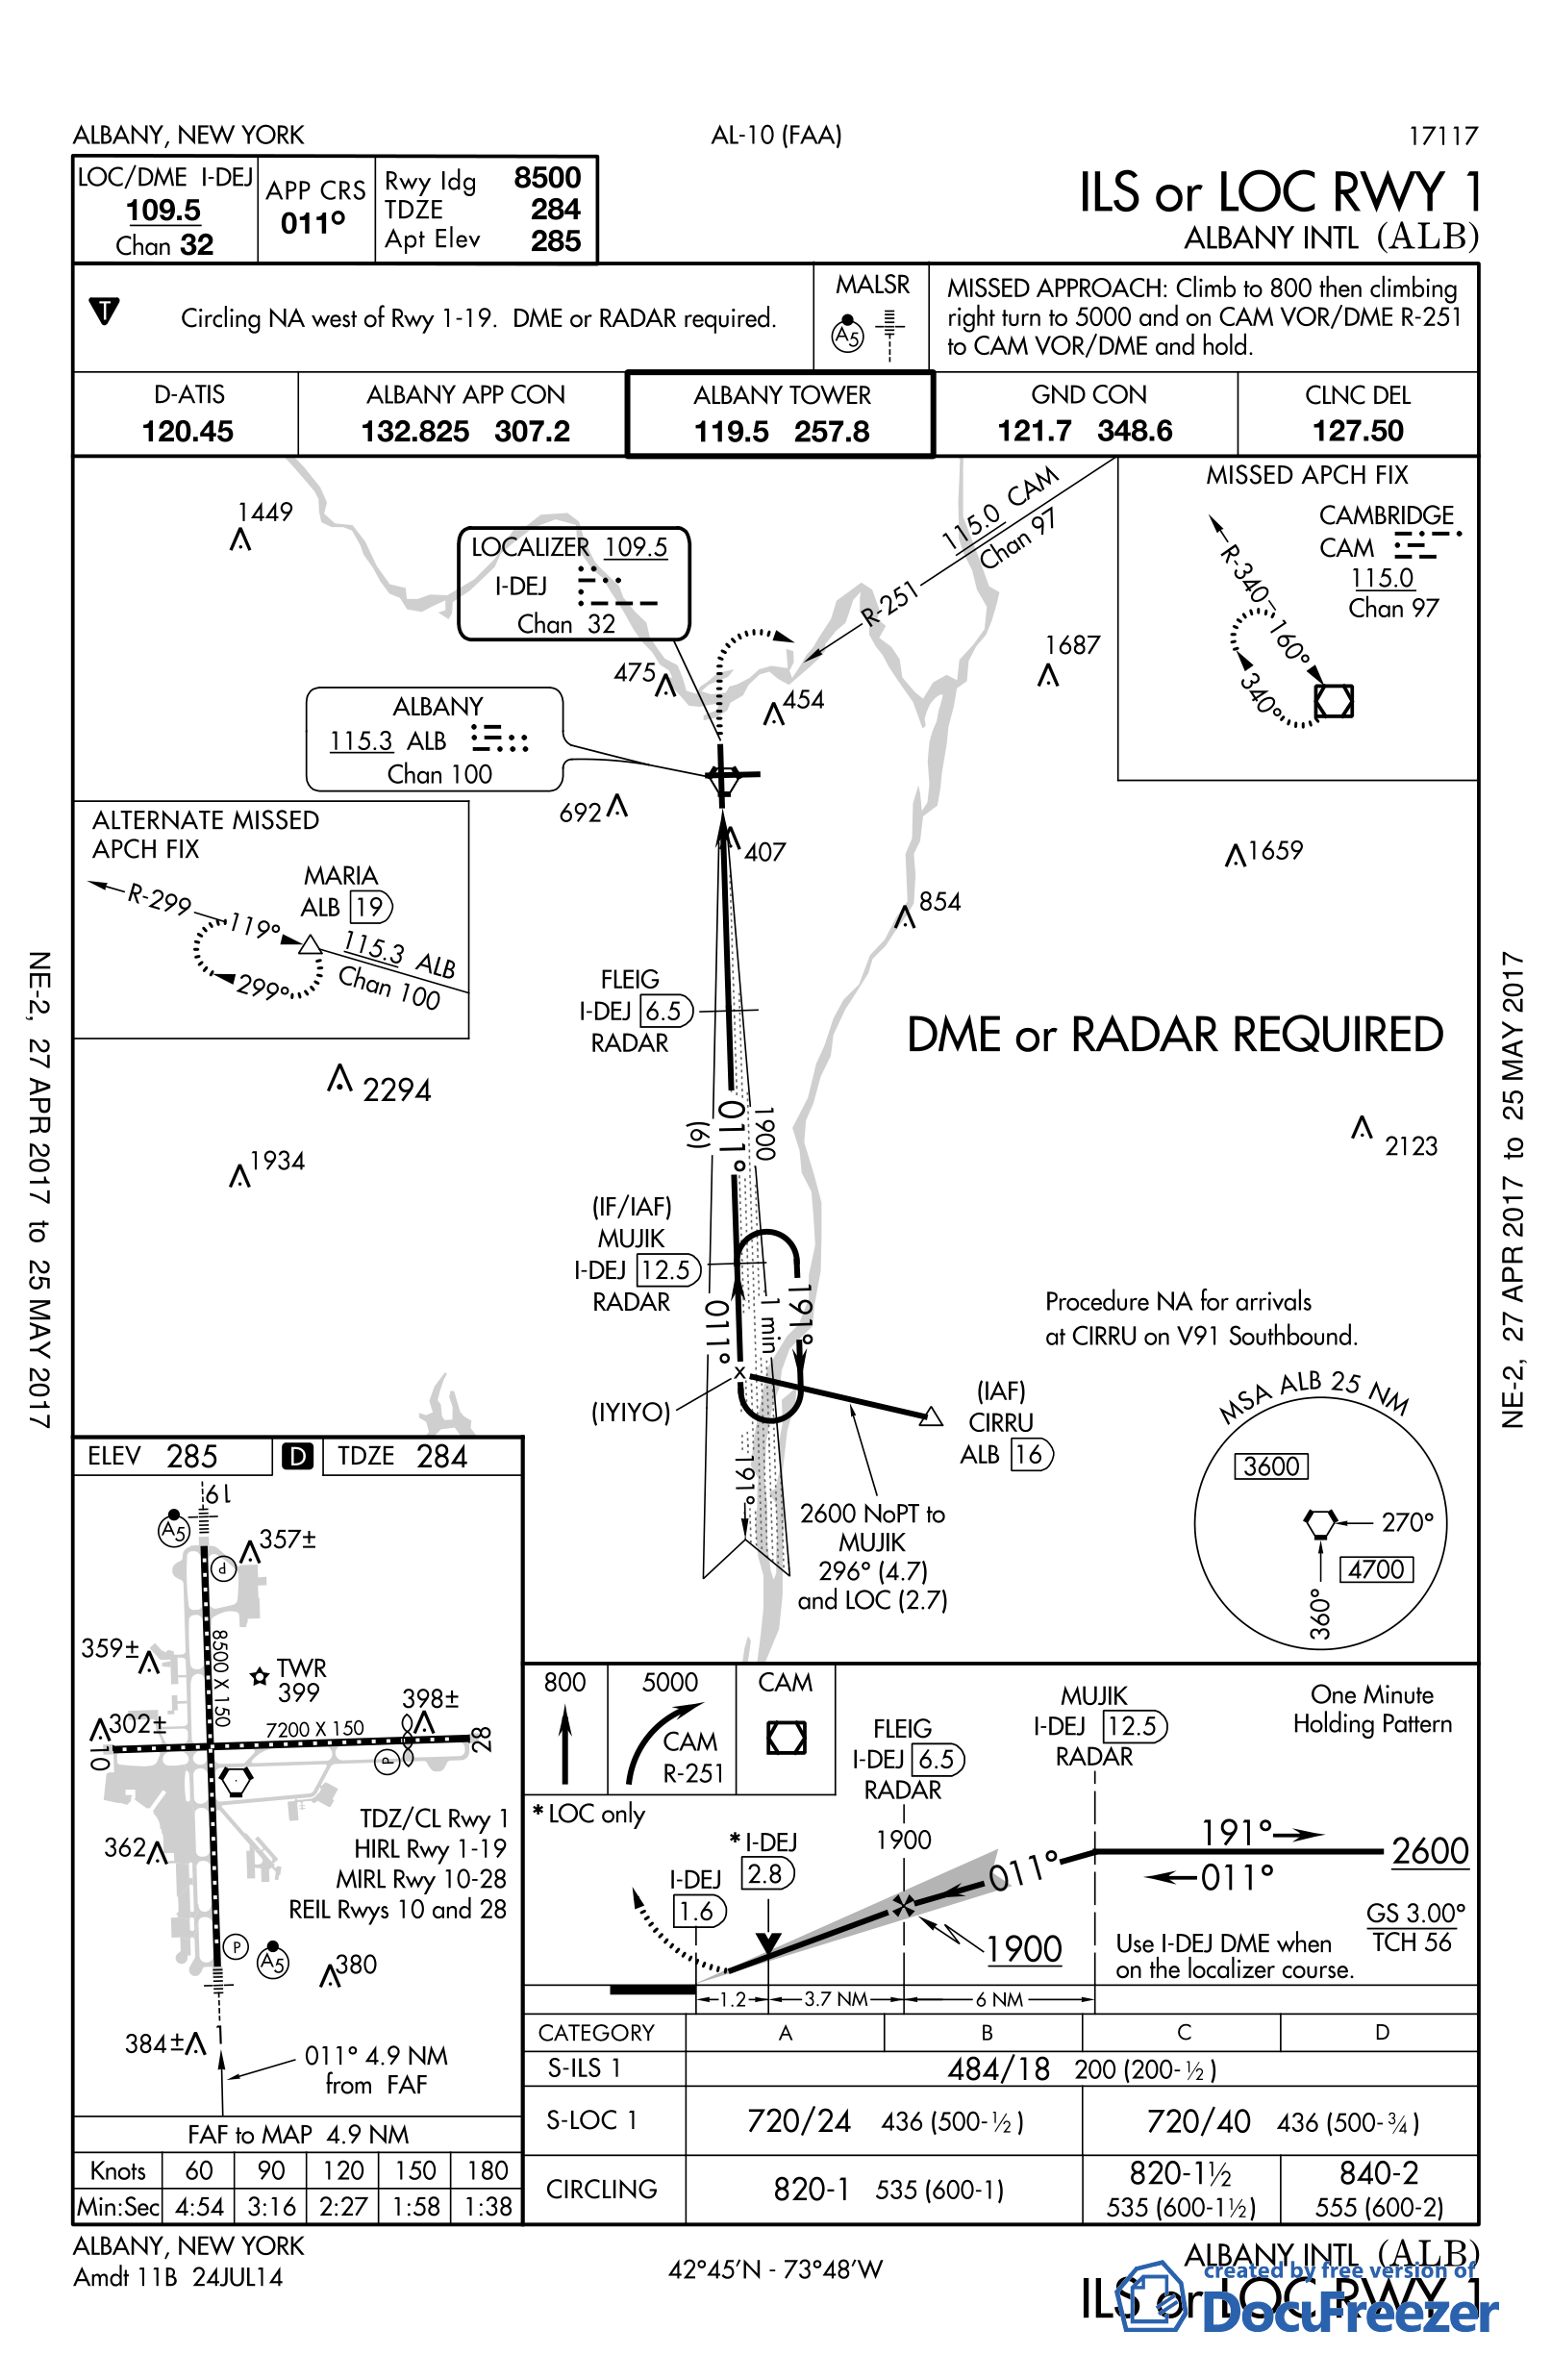 ALBANY, NEW YORK
AL-10 (FAA)
17117
LOC/DME I-DEJ
109.5
Chan 32
APP CRS
011°
Rwy ldg 8500
TDZE 284
Apt Elev 285
ILS or LOC RWY 1
ALBANY INTL (ALB)
T
Circling NA west of Rwy 1-19. DME or RADAR required.
MALSR
A5
MISSED APPROACH: Climb to 800 then climbing
right turn to 5000 and on CAM VOR/DME R-251
to CAM VOR/DME and hold.
D-ATIS
120.45
ALBANY APP CON
132.825 307.2
ALBANY TOWER
119.5 257.8
GND CON
121.7 348.6
CLNC DEL
127.50
1449
LOCALIZER 109.5
I-DEJ
Chan 32
115.0 CAM
Chan 97
R-251
MISSED APCH FIX
CAMBRIDGE
CAM
115.0
Chan 97
R-340
160°
340°
475
454
1687
ALBANY
115.3 ALB
Chan 100
692
407
1659
854
ALTERNATE MISSED
APCH FIX
MARIA
ALB 19
R-299
119°
299°
115.3 ALB
Chan 100
FLEIG
I-DEJ 6.5
RADAR
DME or RADAR REQUIRED
2294
1934
2123
011°
(6)
1900
(IF/IAF)
MUJIK
I-DEJ 12.5
RADAR
011°
1 min
191°
(IYIYO)
191°
(IAF)
CIRRU
ALB 16
2600 NoPT to
MUJIK
296° (4.7)
and LOC (2.7)
Procedure NA for arrivals
at CIRRU on V91 Southbound.
MSA ALB 25 NM
3600
270°
4700
360°
NE-2, 27 APR 2017 to 25 MAY 2017
NE-2, 27 APR 2017 to 25 MAY 2017
ELEV 285
D
TDZE 284
19
A5
357±
P
359±
8500 X 150
TWR
399
398±
302±
7200 X 150
10
28
P
362
TDZ/CL Rwy 1
HIRL Rwy 1-19
MIRL Rwy 10-28
REIL Rwys 10 and 28
P
A5
380
384±
1
011° 4.9 NM
from FAF
FAF to MAP 4.9 NM
Knots 60 90 120 150 180
Min:Sec 4:54 3:16 2:27 1:58 1:38
800
5000
CAM
R-251
CAM
* LOC only
FLEIG
I-DEJ 6.5
RADAR
MUJIK
I-DEJ 12.5
RADAR
One Minute
Holding Pattern
I-DEJ
1.6
* I-DEJ
2.8
1900
011°
191°
011°
2600
1900
GS 3.00°
TCH 56
Use I-DEJ DME when
on the localizer course.
1.2
3.7 NM
6 NM
CATEGORY A B C D
S-ILS 1 484/18 200 (200-½)
S-LOC 1 720/24 436 (500-½) 720/40 436 (500-¾)
CIRCLING 820-1 535 (600-1) 820-1½ 535 (600-1½) 840-2 555 (600-2)
ALBANY, NEW YORK
Amdt 11B 24JUL14
42°45'N - 73°48'W
ALBANY INTL (ALB)
ILS or LOC RWY 1
created by free version of
DocuFreezer